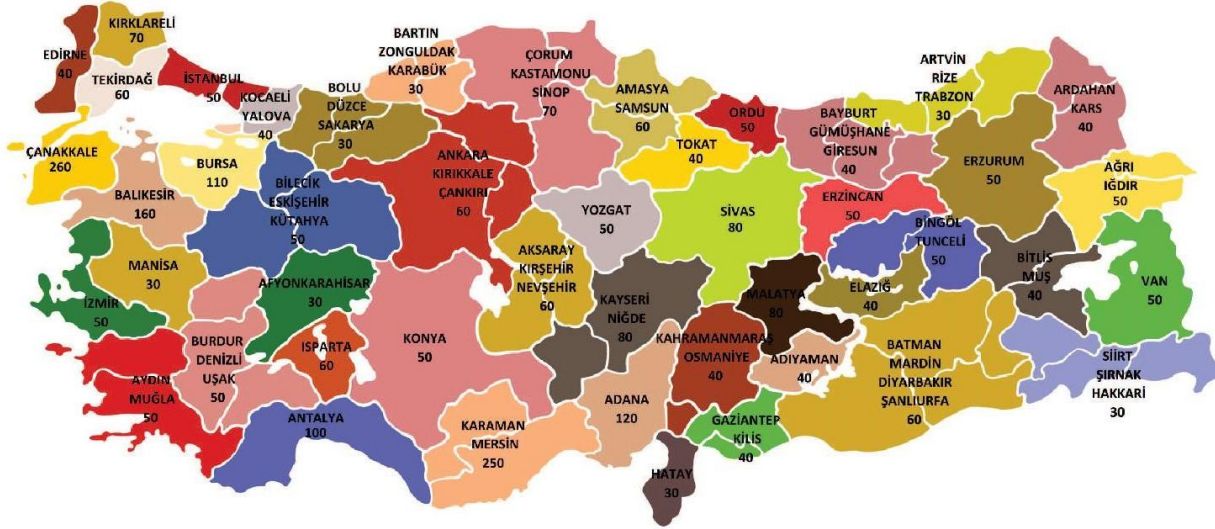 KIRKLARELİ
70
EDİRNE
40
TEKİRDAĞ
60
İSTANBUL
50
KOCAELİ
YALOVA
40
BOLU
DÜZCE
SAKARYA
30
BARTIN
ZONGULDAK
KARABÜK
30
ÇORUM
KASTAMONU
SİNOP
70
AMASYA
SAMSUN
60
ORDU
50
TOKAT
40
BAYBURT
GÜMÜŞHANE
GİRESUN
40
ARTVİN
RİZE
TRABZON
30
ARDAHAN
KARS
40
ÇANAKKALE
260
BALIKESİR
160
BURSA
110
BİLECİK
ESKİŞEHİR
KÜTAHYA
50
ANKARA
KIRIKKALE
ÇANKIRI
60
YOZGAT
50
SİVAS
80
ERZİNCAN
50
ERZURUM
50
AĞRI
IĞDIR
50
MANİSA
30
İZMİR
50
AFYONKARAHİSAR
30
AKSARAY
KIRŞEHİR
NEVŞEHİR
60
KAYSERİ
NİĞDE
80
MALATYA
80
ELAZIĞ
40
BİNGÖL
TUNCELİ
50
BİTLİS
MUŞ
40
VAN
50
AYDIN
MUĞLA
50
BURDUR
DENİZLİ
UŞAK
50
ISPARTA
60
KONYA
50
ANTALYA
100
KARAMAN
MERSİN
250
ADANA
120
KAHRAMANMARAŞ
OSMANİYE
40
ADIYAMAN
40
GAZİANTEP
KİLİS
40
HATAY
30
BATMAN
MARDİN
DİYARBAKIR
ŞANLIURFA
60
SİİRT
ŞIRNAK
HAKKARİ
30